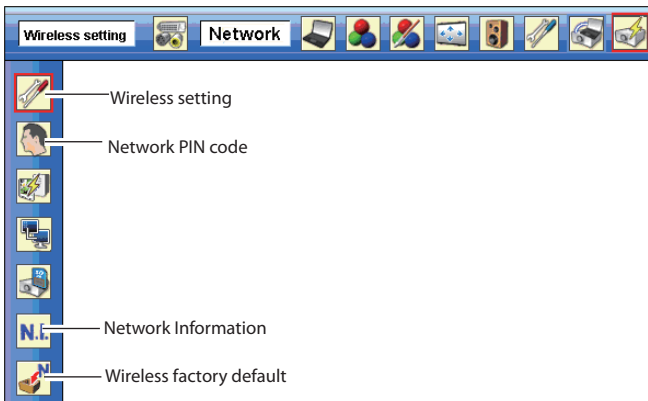 Wireless setting
Network
Wireless setting
Network PIN code
N.I.
Network Information
N
Wireless factory default